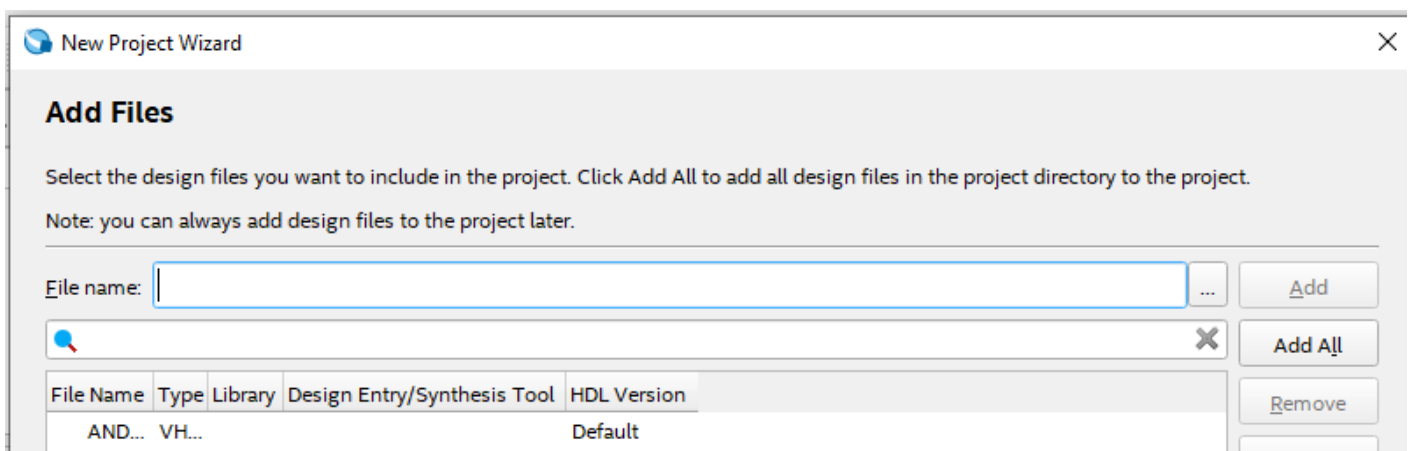 New Project Wizard
Add Files
Select the design files you want to include in the project. Click Add All to add all design files in the project directory to the project.
Note: you can always add design files to the project later.
File name: ... Add
Add All
File Name Type Library Design Entry/Synthesis Tool HDL Version
Remove
AND... VH... Default